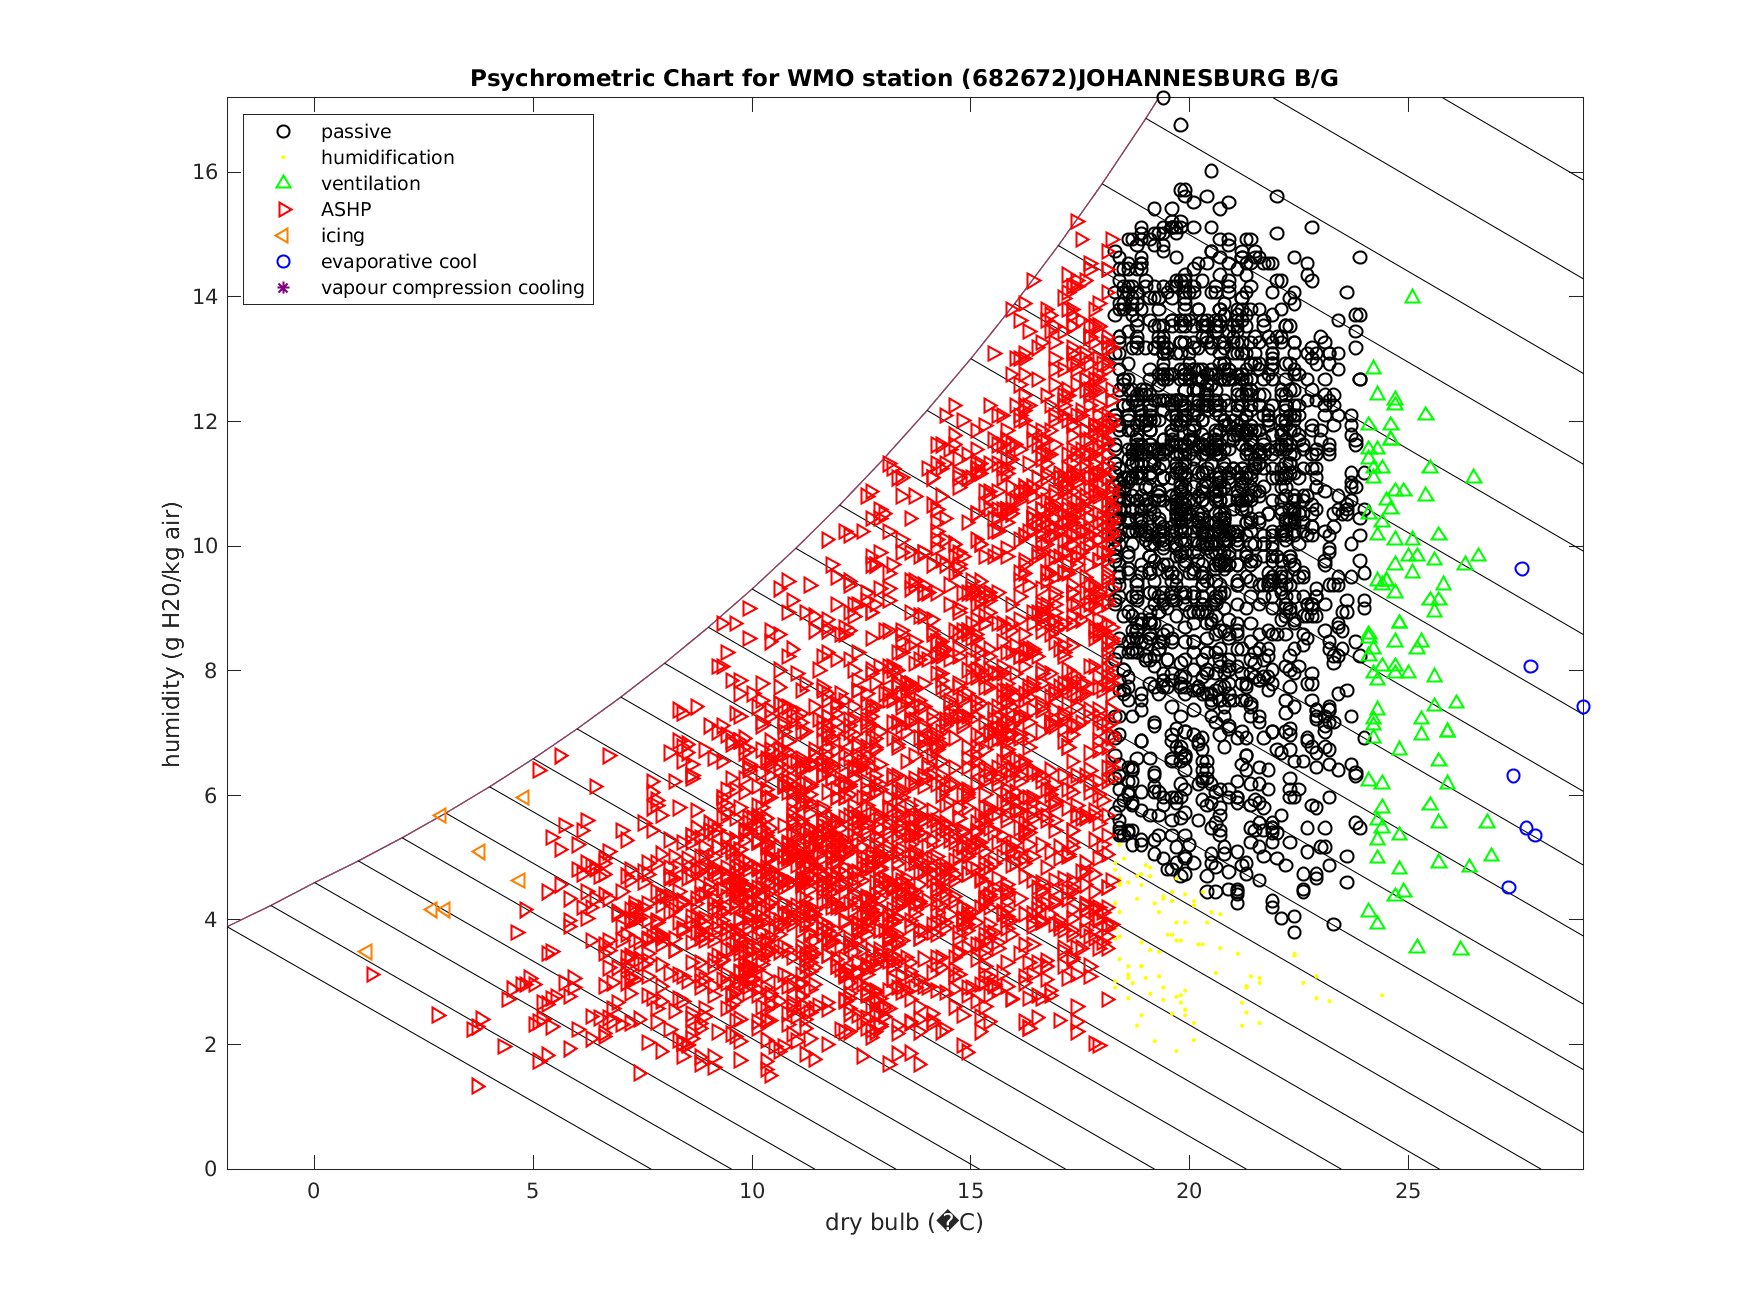 Psychrometric Chart for WMO station (682672)JOHANNESBURG B/G
passive
humidification
ventilation
ASHP
icing
evaporative cool
vapour compression cooling
humidity (g H20/kg air)
16
14
12
10
8
6
4
2
0
0 5 10 15 20 25
dry bulb (�C)